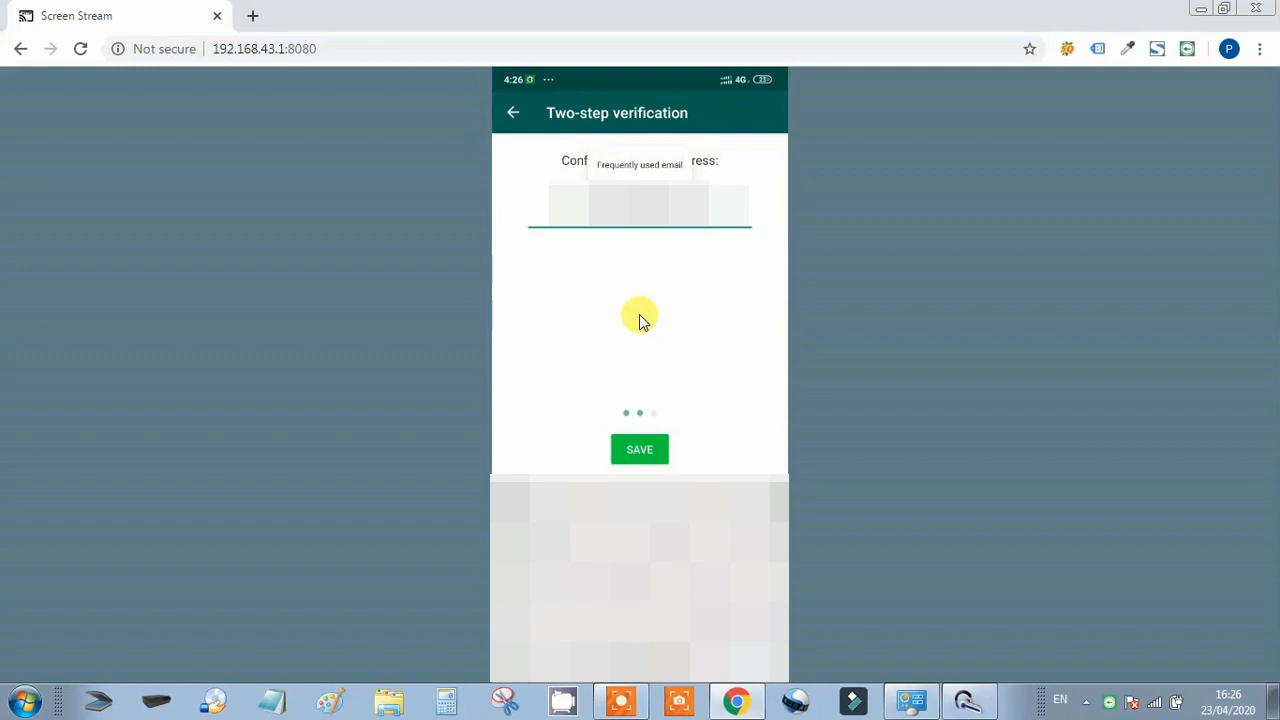 Screen Stream
Not secure
192.168.43.1:8080
P
4:26
4G
23
Two-step verification
Conf
ress:
Frequently used email
SAVE
EN
16:26
23/04/2020